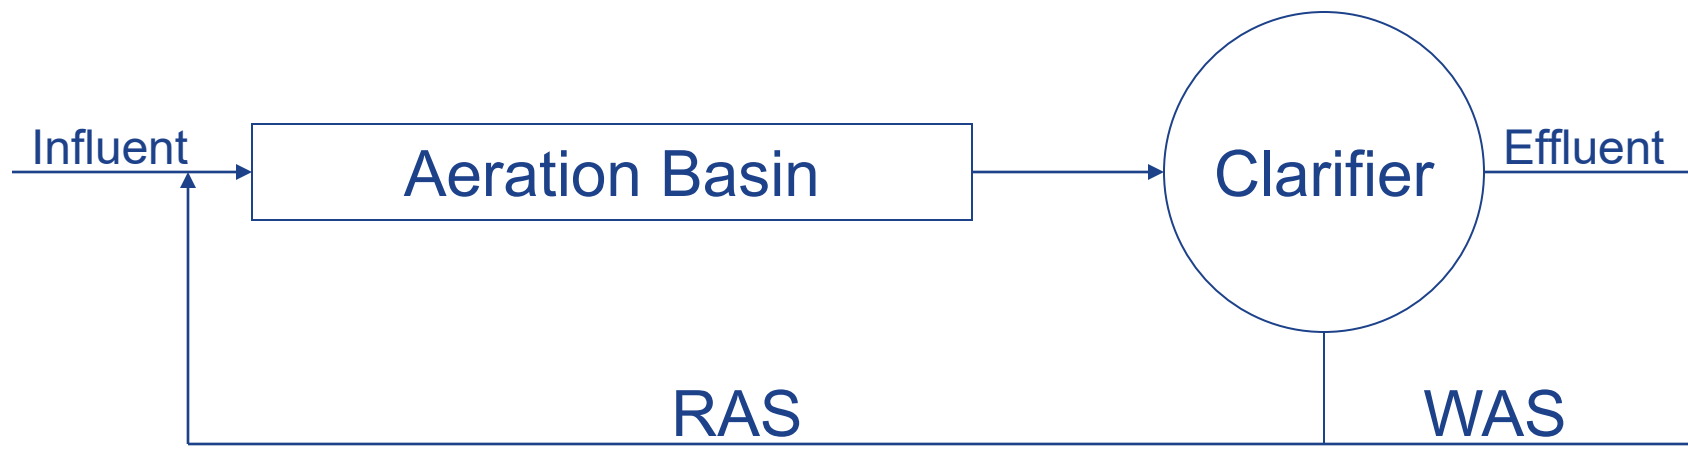 Influent
Aeration Basin
Clarifier
Effluent
RAS
WAS